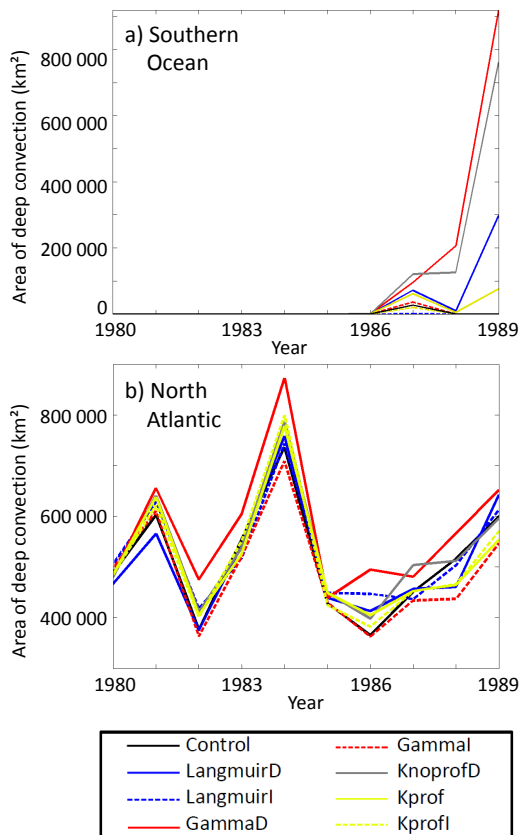 a) Southern
Ocean
Area of deep convection (km²)
800 000
600 000
400 000
200 000
0
1980
1983
1986
1989
Year
b) North
Atlantic
Area of deep convection (km²)
800 000
600 000
400 000
1980
1983
1986
1989
Year
Control
GammaI
LangmuirD
KnoprofD
LangmuirI
Kprof
GammaD
KprofI